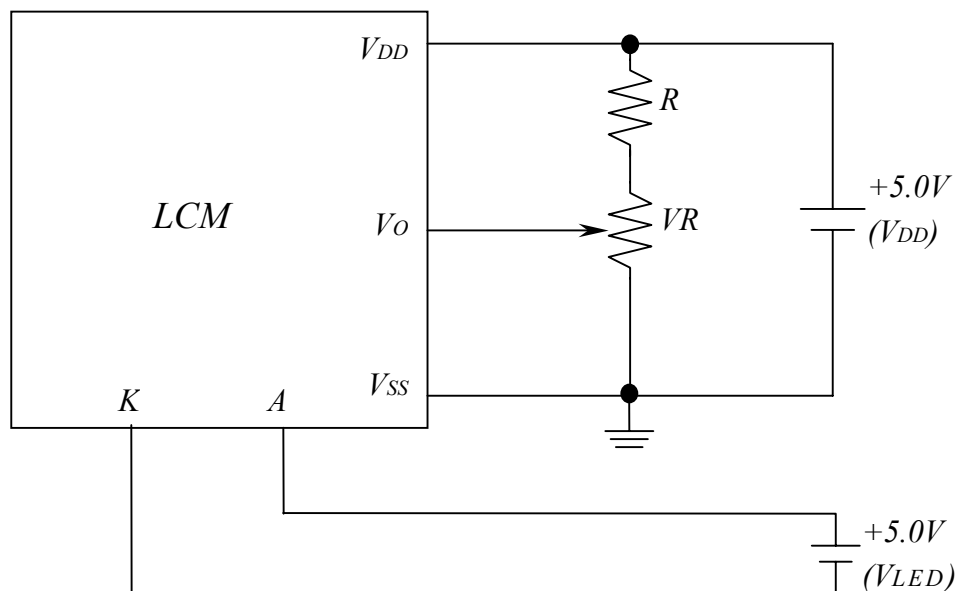 VDD
R
+5.0V
LCM
VO
VR
(VDD)
VSS
K
A
+5.0V
(VLED)